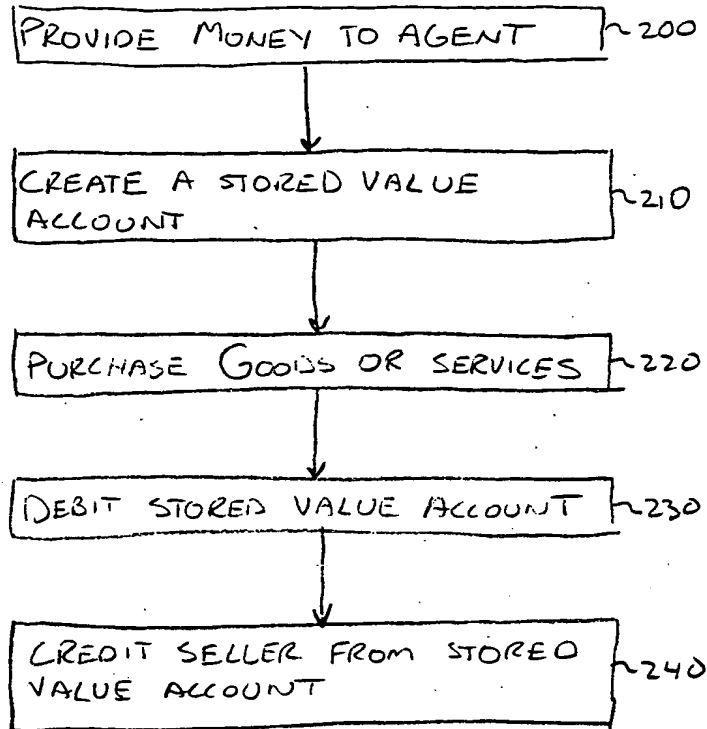 PROVIDE MONEY TO AGENT 200
CREATE A STORED VALUE
ACCOUNT
210
PURCHASE GOODS OR SERVICES 220
DEBIT STORED VALUE ACCOUNT 230
CREDIT SELLER FROM STORED
VALUE ACCOUNT
240